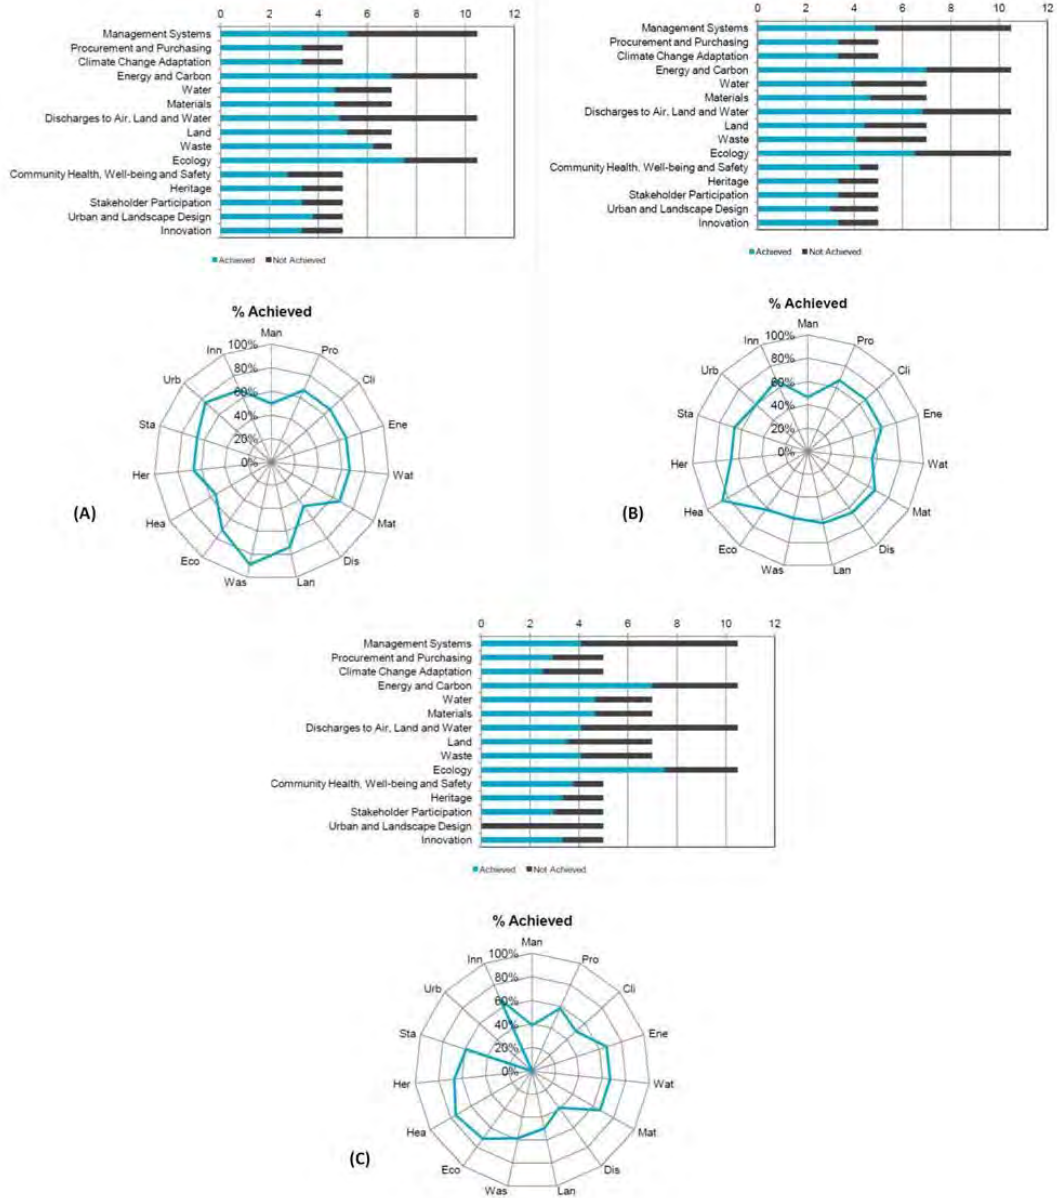 0 2 4 6 8 10 12
Management Systems
Procurement and Purchasing
Climate Change Adaptation
Energy and Carbon
Water
Materials
Discharges to Air, Land and Water
Land
Waste
Ecology
Community Health, Well-being and Safety
Heritage
Stakeholder Participation
Urban and Landscape Design
Innovation
Achieved Not Achieved
% Achieved
100%
80%
60%
40%
20%
0%
Man
Pro
Cli
Ene
Wat
Mat
Dis
Lan
Was
Eco
Hea
Her
Sta
Urb
Inn
(A)
0 2 4 6 8 10 12
Management Systems
Procurement and Purchasing
Climate Change Adaptation
Energy and Carbon
Water
Materials
Discharges to Air, Land and Water
Land
Waste
Ecology
Community Health, Well-being and Safety
Heritage
Stakeholder Participation
Urban and Landscape Design
Innovation
Achieved Not Achieved
% Achieved
100%
80%
60%
40%
20%
0%
Man
Pro
Cli
Ene
Wat
Mat
Dis
Lan
Was
Eco
Hea
Her
Sta
Urb
Inn
(B)
0 2 4 6 8 10 12
Management Systems
Procurement and Purchasing
Climate Change Adaptation
Energy and Carbon
Water
Materials
Discharges to Air, Land and Water
Land
Waste
Ecology
Community Health, Well-being and Safety
Heritage
Stakeholder Participation
Urban and Landscape Design
Innovation
Achieved Not Achieved
% Achieved
100%
80%
60%
40%
20%
0%
Man
Pro
Cli
Ene
Wat
Mat
Dis
Lan
Was
Eco
Hea
Her
Sta
Urb
Inn
(C)